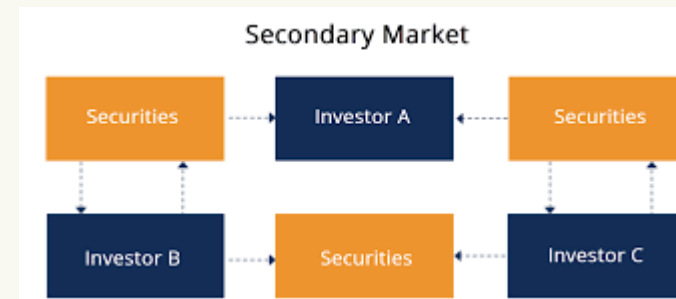 Secondary Market
Securities
Investor A
Securities
Investor B
Securities
Investor C